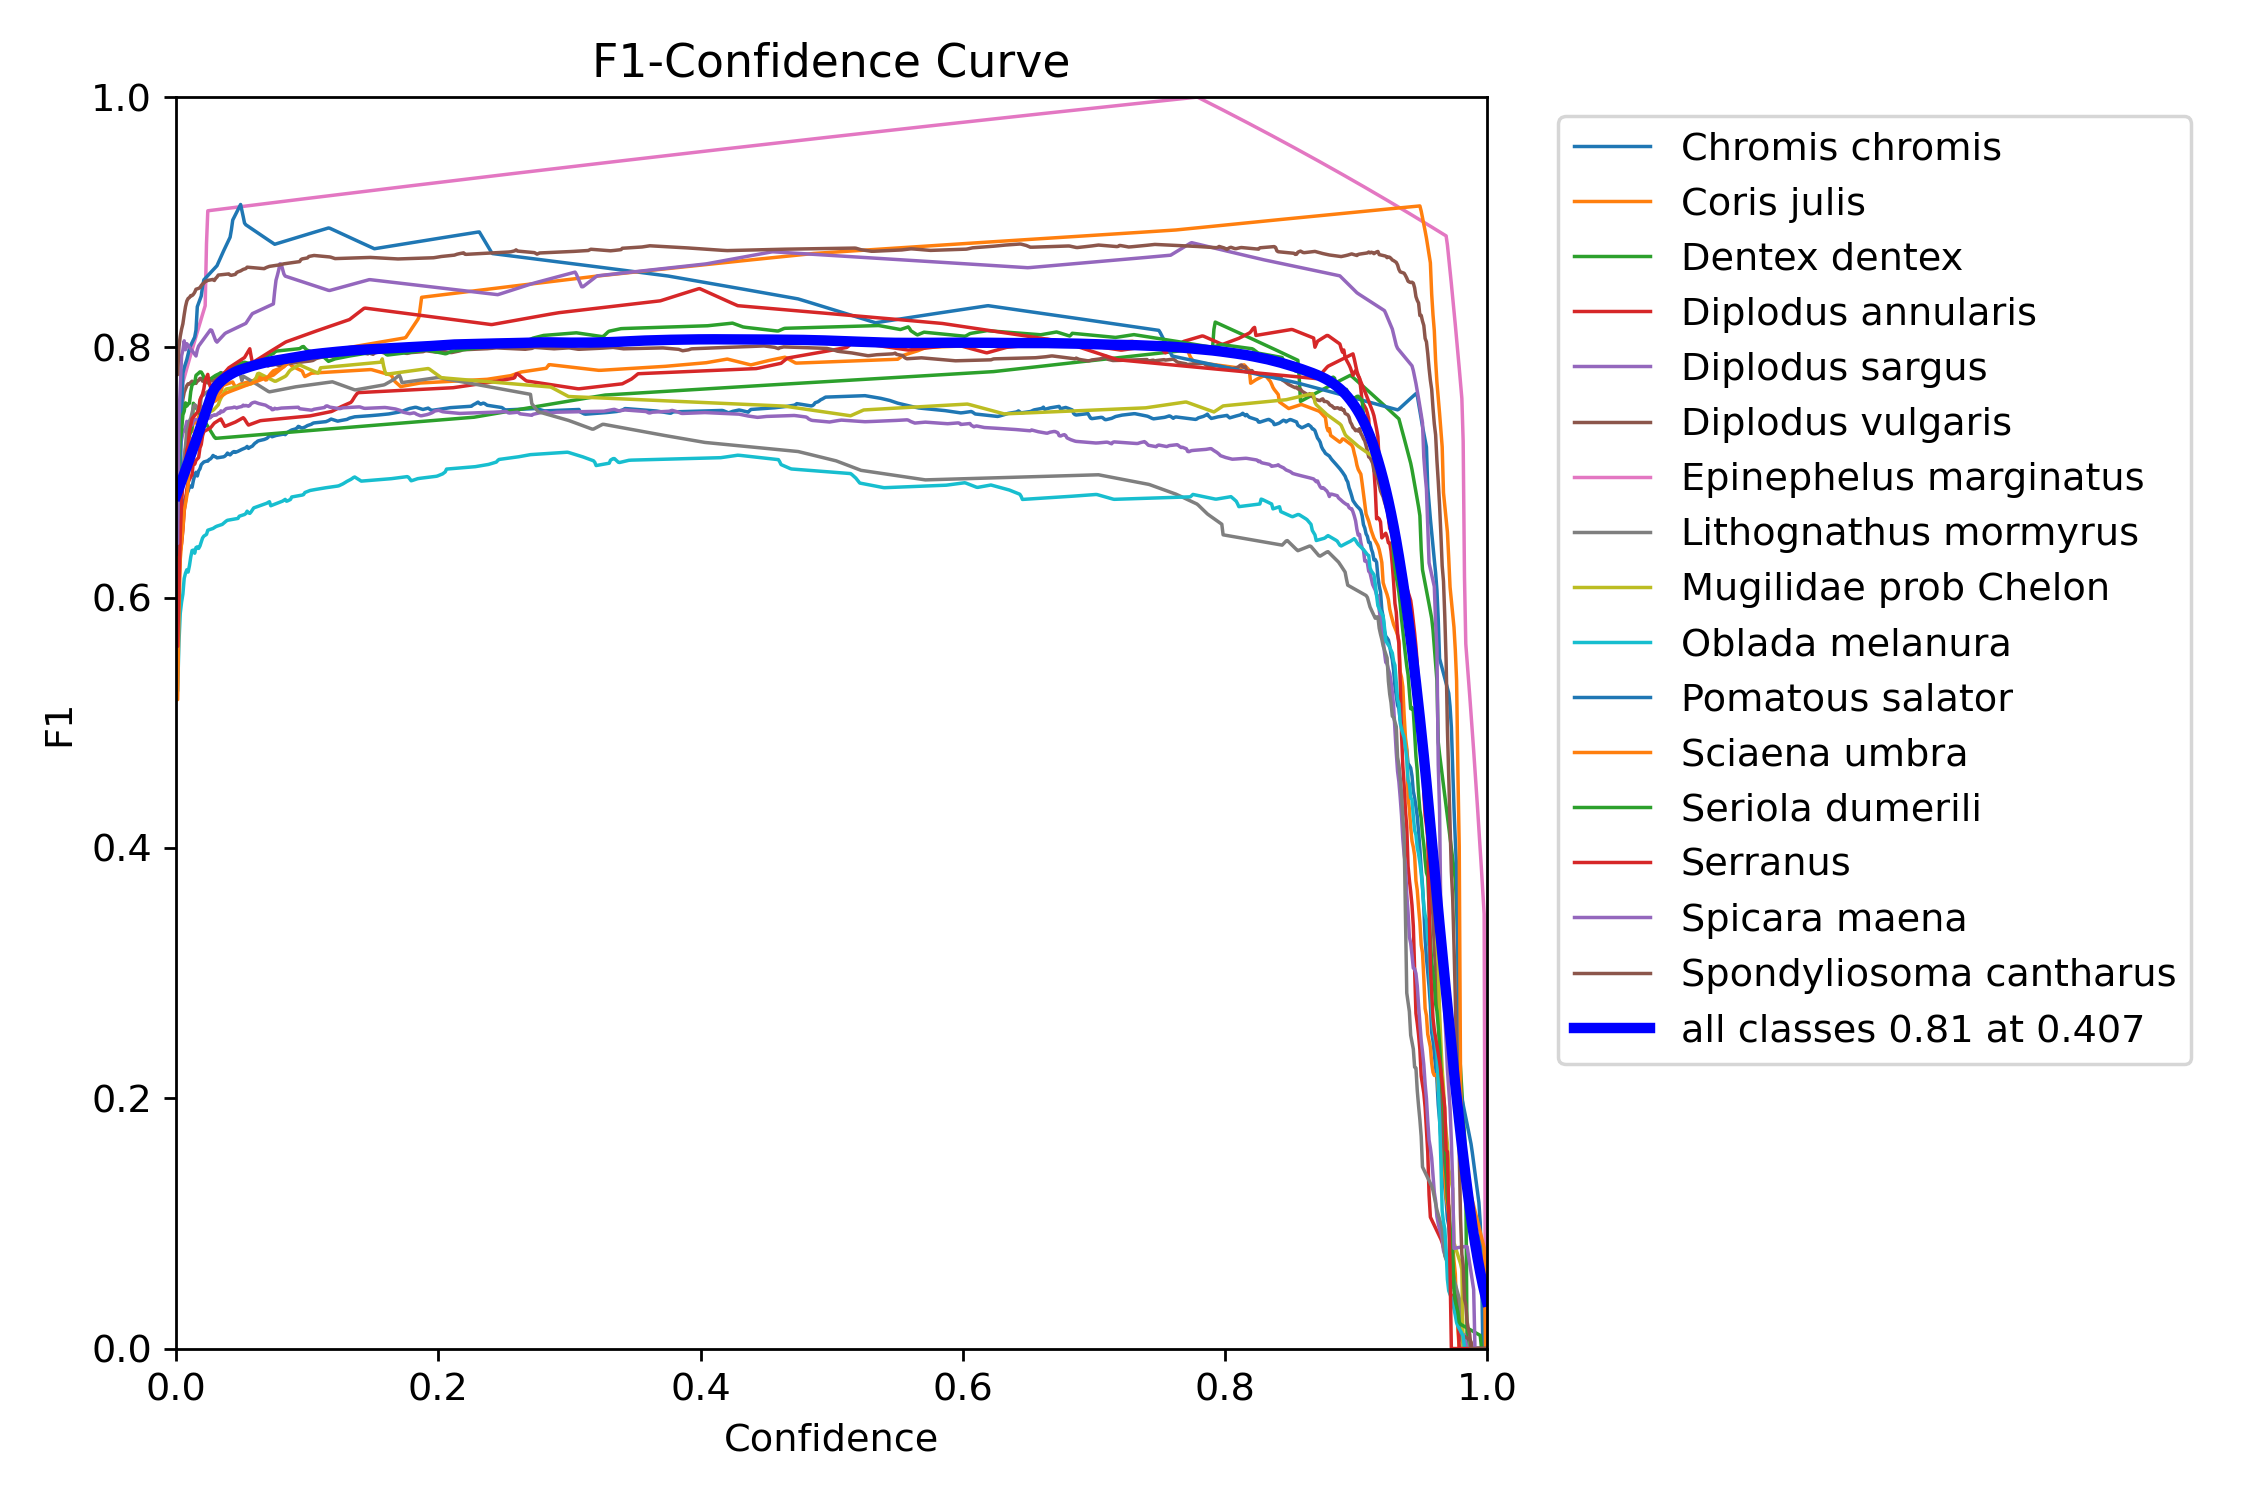 F1-Confidence Curve
1.0
0.8
0.6
0.4
0.2
0.0
F1
0.0 0.2 0.4 0.6 0.8 1.0
Confidence
Chromis chromis
Coris julis
Dentex dentex
Diplodus annularis
Diplodus sargus
Diplodus vulgaris
Epinephelus marginatus
Lithognathus mormyrus
Mugilidae prob Chelon
Oblada melanura
Pomatous salator
Sciaena umbra
Seriola dumerili
Serranus
Spicara maena
Spondyliosoma cantharus
all classes 0.81 at 0.407